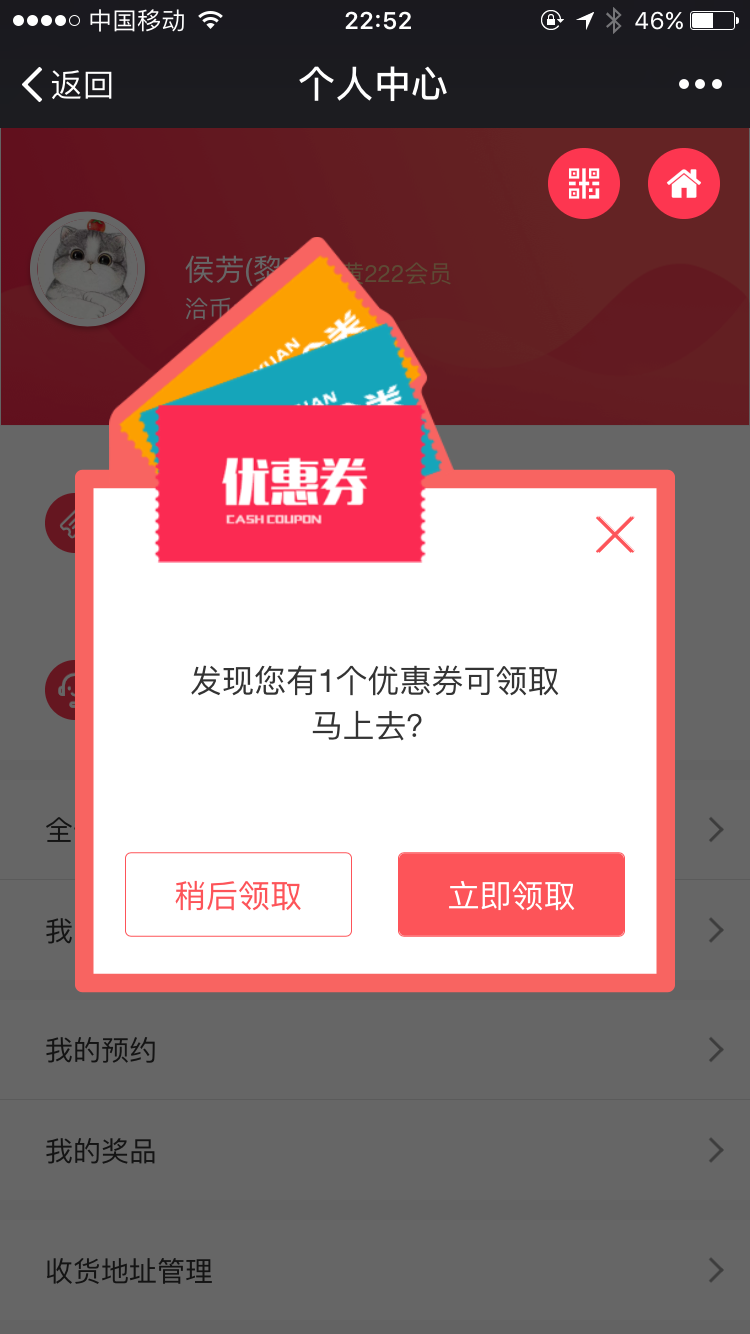 中国移动
22:52
46%
返回
个人中心
侯芳(黎
黄222会员
洽币
优惠券
CASH COUPON
发现您有1个优惠券可领取
马上去?
稍后领取
立即领取
全
我
我的预约
我的奖品
收货地址管理